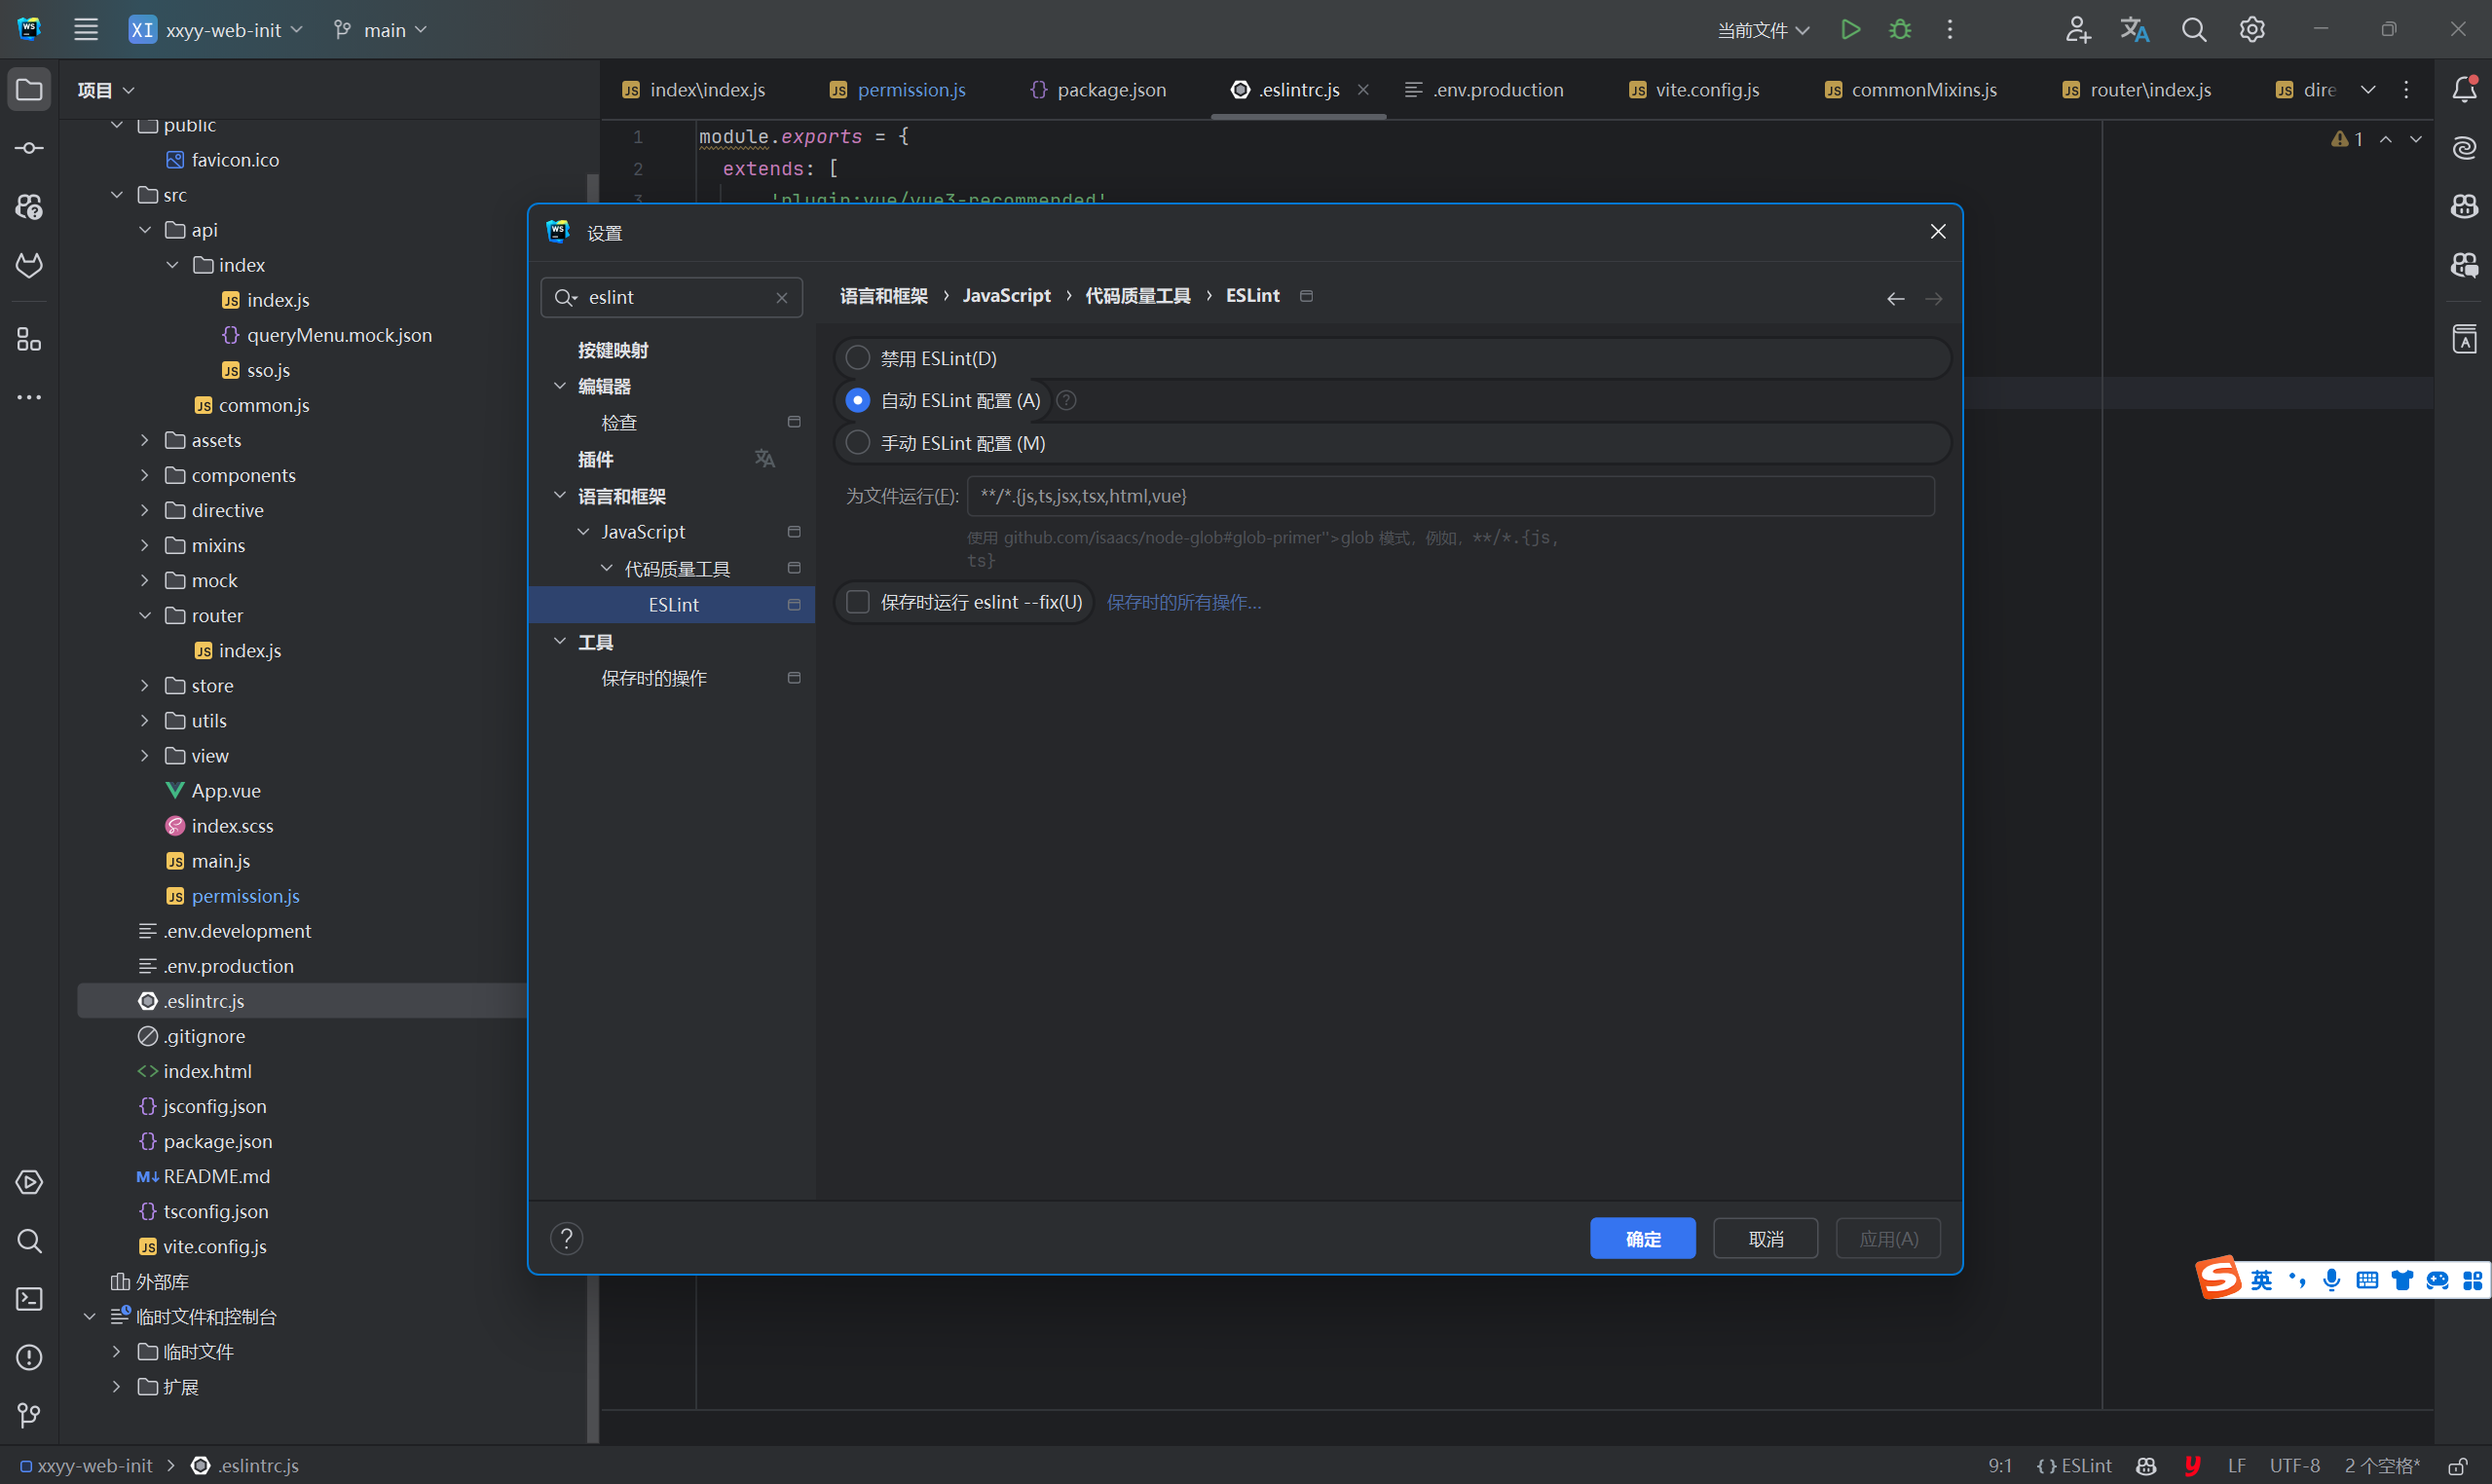 XI xxyy-web-init main 当前文件
项目
index\index.js permission.js package.json .eslintrc.js .env.production vite.config.js commonMixins.js router\index.js dire
public
favicon.ico
src
api
index
index.js
queryMenu.mock.json
sso.js
common.js
assets
components
directive
mixins
mock
router
index.js
store
utils
view
App.vue
index.scss
main.js
permission.js
.env.development
.env.production
.eslintrc.js
.gitignore
index.html
jsconfig.json
package.json
README.md
tsconfig.json
vite.config.js
外部库
临时文件和控制台
临时文件
扩展
1 module.exports = {
2 extends: [
3 'plugin:vue/vue3-recommended'
1
设置
eslint
按键映射
编辑器
检查
插件
语言和框架
JavaScript
代码质量工具
ESLint
工具
保存时的操作
语言和框架 › JavaScript › 代码质量工具 › ESLint
禁用 ESLint(D)
自动 ESLint 配置 (A)
手动 ESLint 配置 (M)
为文件运行(F): **/*.{js,ts,jsx,tsx,html,vue}
使用 github.com/isaacs/node-glob#glob-primer">glob 模式，例如，**/*.{js,
ts}
保存时运行 eslint --fix(U) 保存时的所有操作...
? 确定 取消 应用(A)
英
xxyy-web-init › .eslintrc.js 9:1 {} ESLint LF UTF-8 2 个空格*